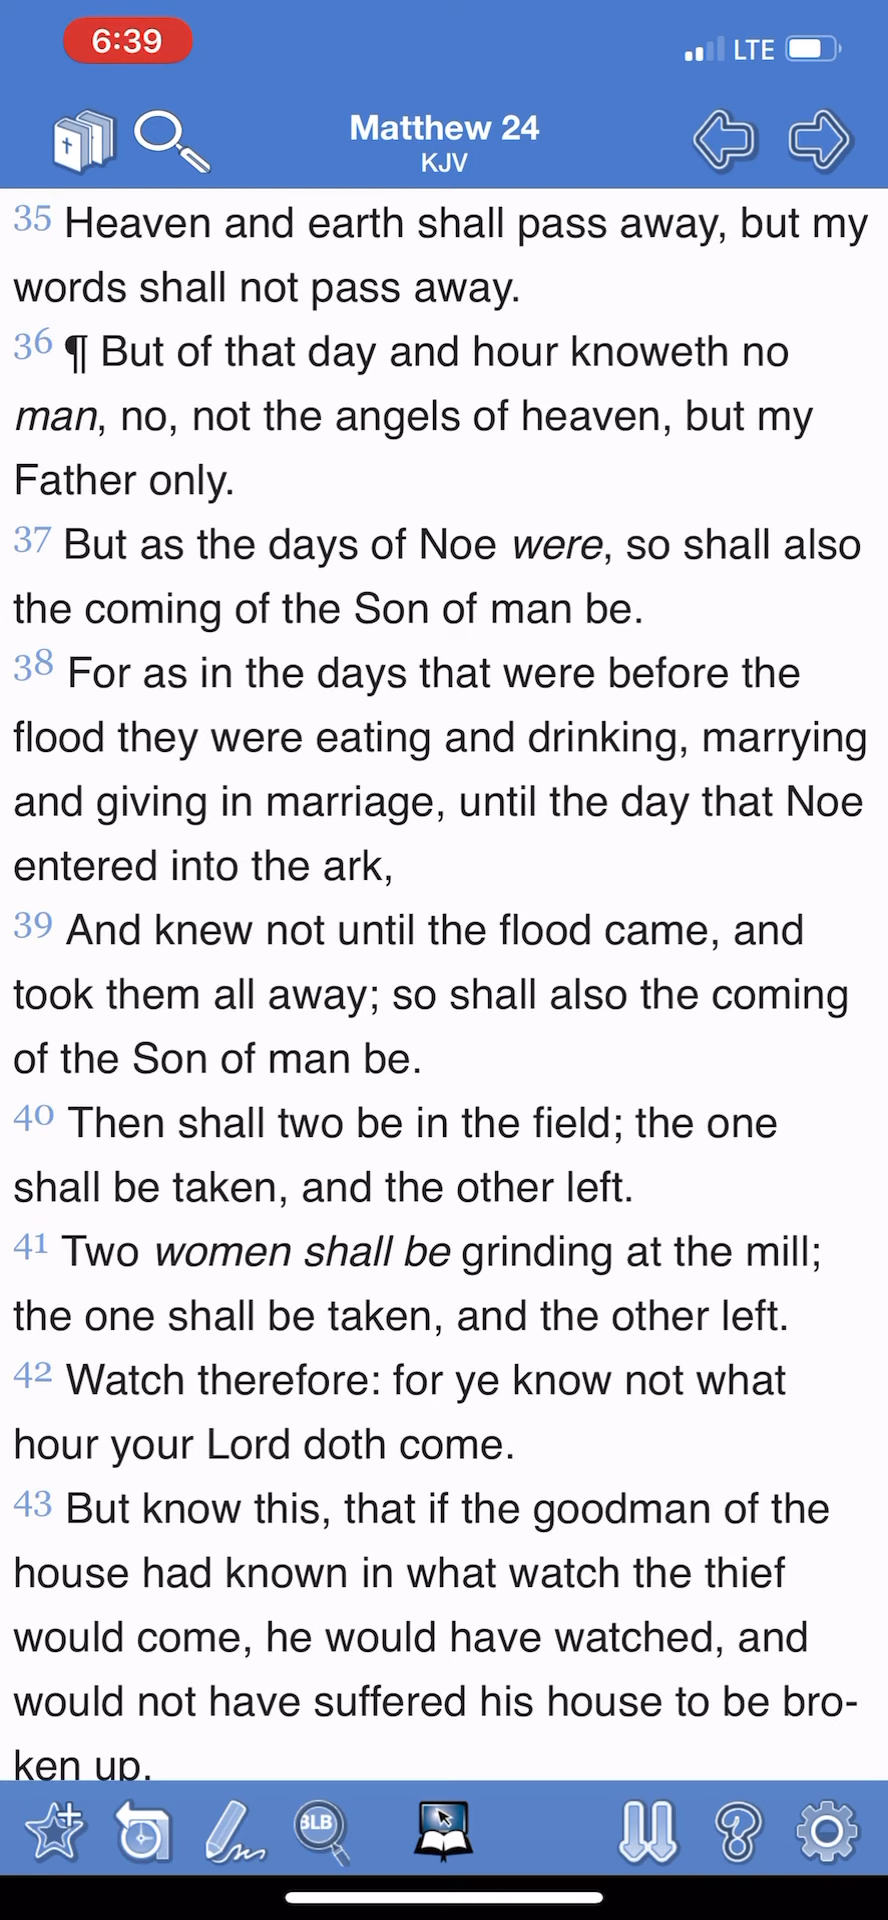 6:39
LTE
Matthew 24
KJV
35 Heaven and earth shall pass away, but my
words shall not pass away.
36 ¶ But of that day and hour knoweth no
man, no, not the angels of heaven, but my
Father only.
37 But as the days of Noe were, so shall also
the coming of the Son of man be.
38 For as in the days that were before the
flood they were eating and drinking, marrying
and giving in marriage, until the day that Noe
entered into the ark,
39 And knew not until the flood came, and
took them all away; so shall also the coming
of the Son of man be.
40 Then shall two be in the field; the one
shall be taken, and the other left.
41 Two women shall be grinding at the mill;
the one shall be taken, and the other left.
42 Watch therefore: for ye know not what
hour your Lord doth come.
43 But know this, that if the goodman of the
house had known in what watch the thief
would come, he would have watched, and
would not have suffered his house to be bro-
ken up.
BLB